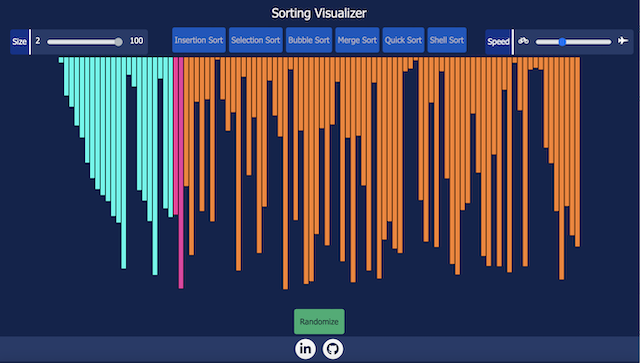 Sorting Visualizer
Size 2 100 Insertion Sort Selection Sort Bubble Sort Merge Sort Quick Sort Shell Sort Speed
Randomize
in